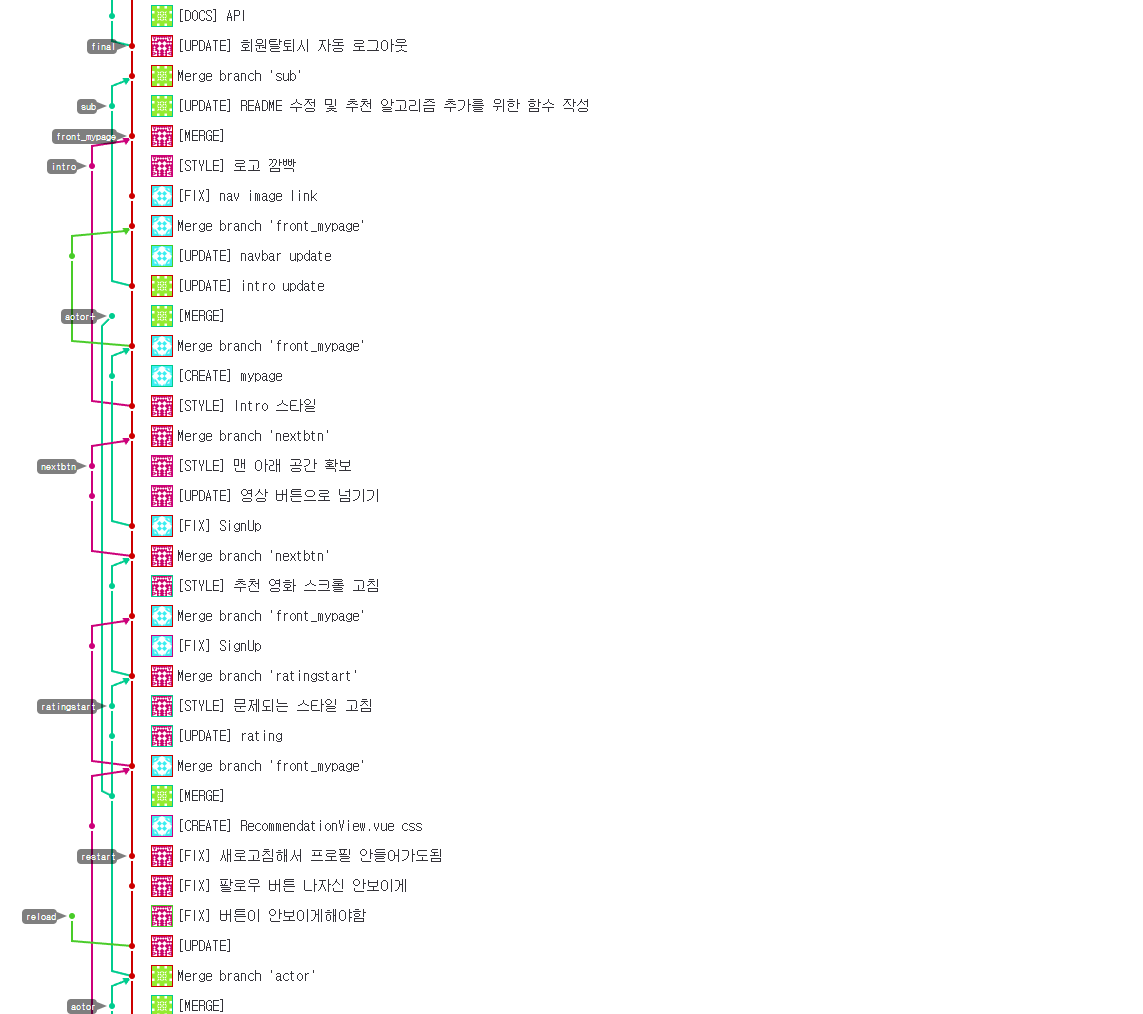 [DOCS] API
final [UPDATE] 회원탈퇴시 자동 로그아웃
Merge branch 'sub'
sub [UPDATE] README 수정 및 추천 알고리즘 추가를 위한 함수 작성
front_mypage [MERGE]
intro [STYLE] 로고 깜빡
[FIX] nav image link
Merge branch 'front_mypage'
[UPDATE] navbar update
[UPDATE] intro update
actor+ [MERGE]
Merge branch 'front_mypage'
[CREATE] mypage
[STYLE] Intro 스타일
Merge branch 'nextbtn'
nextbtn [STYLE] 맨 아래 공간 확보
[UPDATE] 영상 버튼으로 넘기기
[FIX] SignUp
Merge branch 'nextbtn'
[STYLE] 추천 영화 스크롤 고침
Merge branch 'front_mypage'
[FIX] SignUp
Merge branch 'ratingstart'
ratingstart [STYLE] 문제되는 스타일 고침
[UPDATE] rating
Merge branch 'front_mypage'
[MERGE]
[CREATE] RecommendationView.vue css
restart [FIX] 새로고침해서 프로필 안들어가도됨
[FIX] 팔로우 버튼 나자신 안보이게
reload [FIX] 버튼이 안보이게해야함
[UPDATE]
Merge branch 'actor'
actor [MERGE]